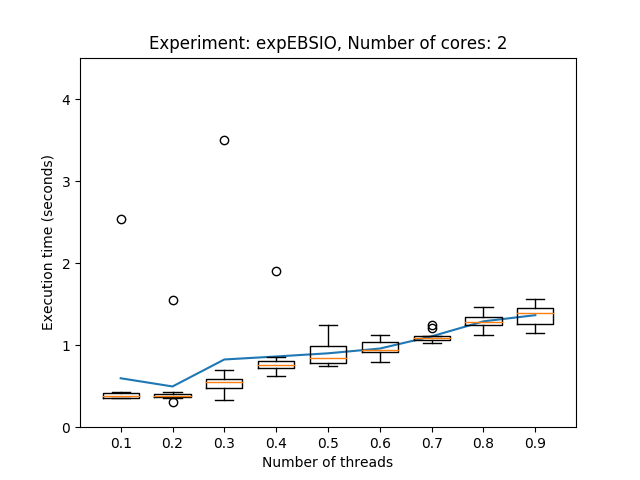 Experiment: expEBSIO, Number of cores: 2
Execution time (seconds)
4
3
2
1
0
0.1 0.2 0.3 0.4 0.5 0.6 0.7 0.8 0.9
Number of threads